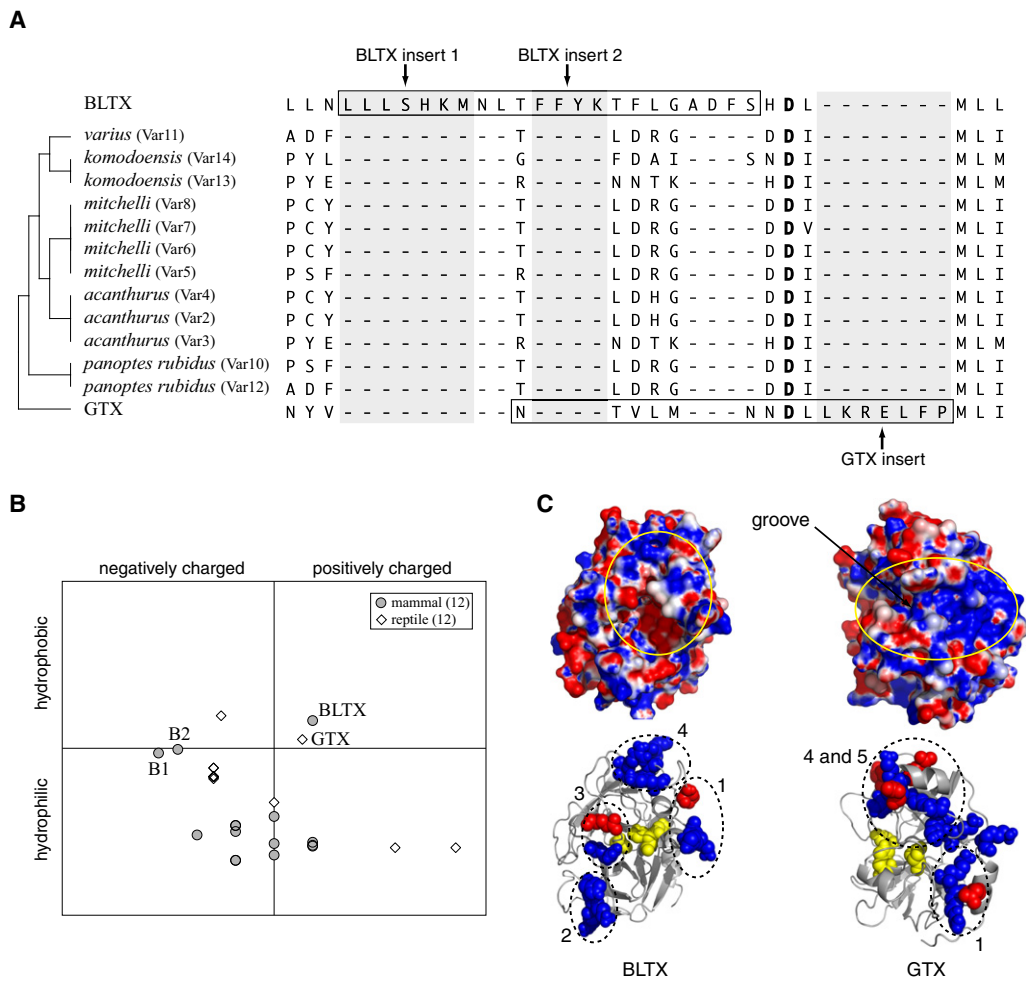 A
BLTX insert 1 BLTX insert 2
BLTX L L N L L L S H K M N L T F F Y K T F L G A D F S H D L - - - - - - - M L L
varius (Var11) A D F - - - - - - - - - T - - - - L D R G - - - - D D I - - - - - - - M L I
komodoensis (Var14) P Y L - - - - - - - - - G - - - - F D A I - - - S N D I - - - - - - - M L M
komodoensis (Var13) P Y E - - - - - - - - - R - - - - N N T K - - - - H D I - - - - - - - M L M
mitchelli (Var8) P C Y - - - - - - - - - T - - - - L D R G - - - - D D I - - - - - - - M L I
mitchelli (Var7) P C Y - - - - - - - - - T - - - - L D R G - - - - D D V - - - - - - - M L I
mitchelli (Var6) P C Y - - - - - - - - - T - - - - L D R G - - - - D D I - - - - - - - M L I
mitchelli (Var5) P S F - - - - - - - - - R - - - - L D R G - - - - H D I - - - - - - - M L I
acanthurus (Var4) P C Y - - - - - - - - - T - - - - L D H G - - - - D D I - - - - - - - M L I
acanthurus (Var2) P C Y - - - - - - - - - T - - - - L D H G - - - - D D I - - - - - - - M L I
acanthurus (Var3) P Y E - - - - - - - - - R - - - - N D T K - - - - H D I - - - - - - - M L M
panoptes rubidus (Var10) P S F - - - - - - - - - T - - - - L D R G - - - - D D I - - - - - - - M L I
panoptes rubidus (Var12) A D F - - - - - - - - - T - - - - L D R G - - - - D D I - - - - - - - M L I
GTX N Y V - - - - - - - - - N - - - - T V L M - - - N N D L L K R E L F P M L I
GTX insert
B
negatively charged positively charged
mammal (12)
reptile (12)
hydrophobic
hydrophilic
BLTX
GTX
B2
B1
C
groove
4
3
1
2
BLTX
4 and 5
1
GTX